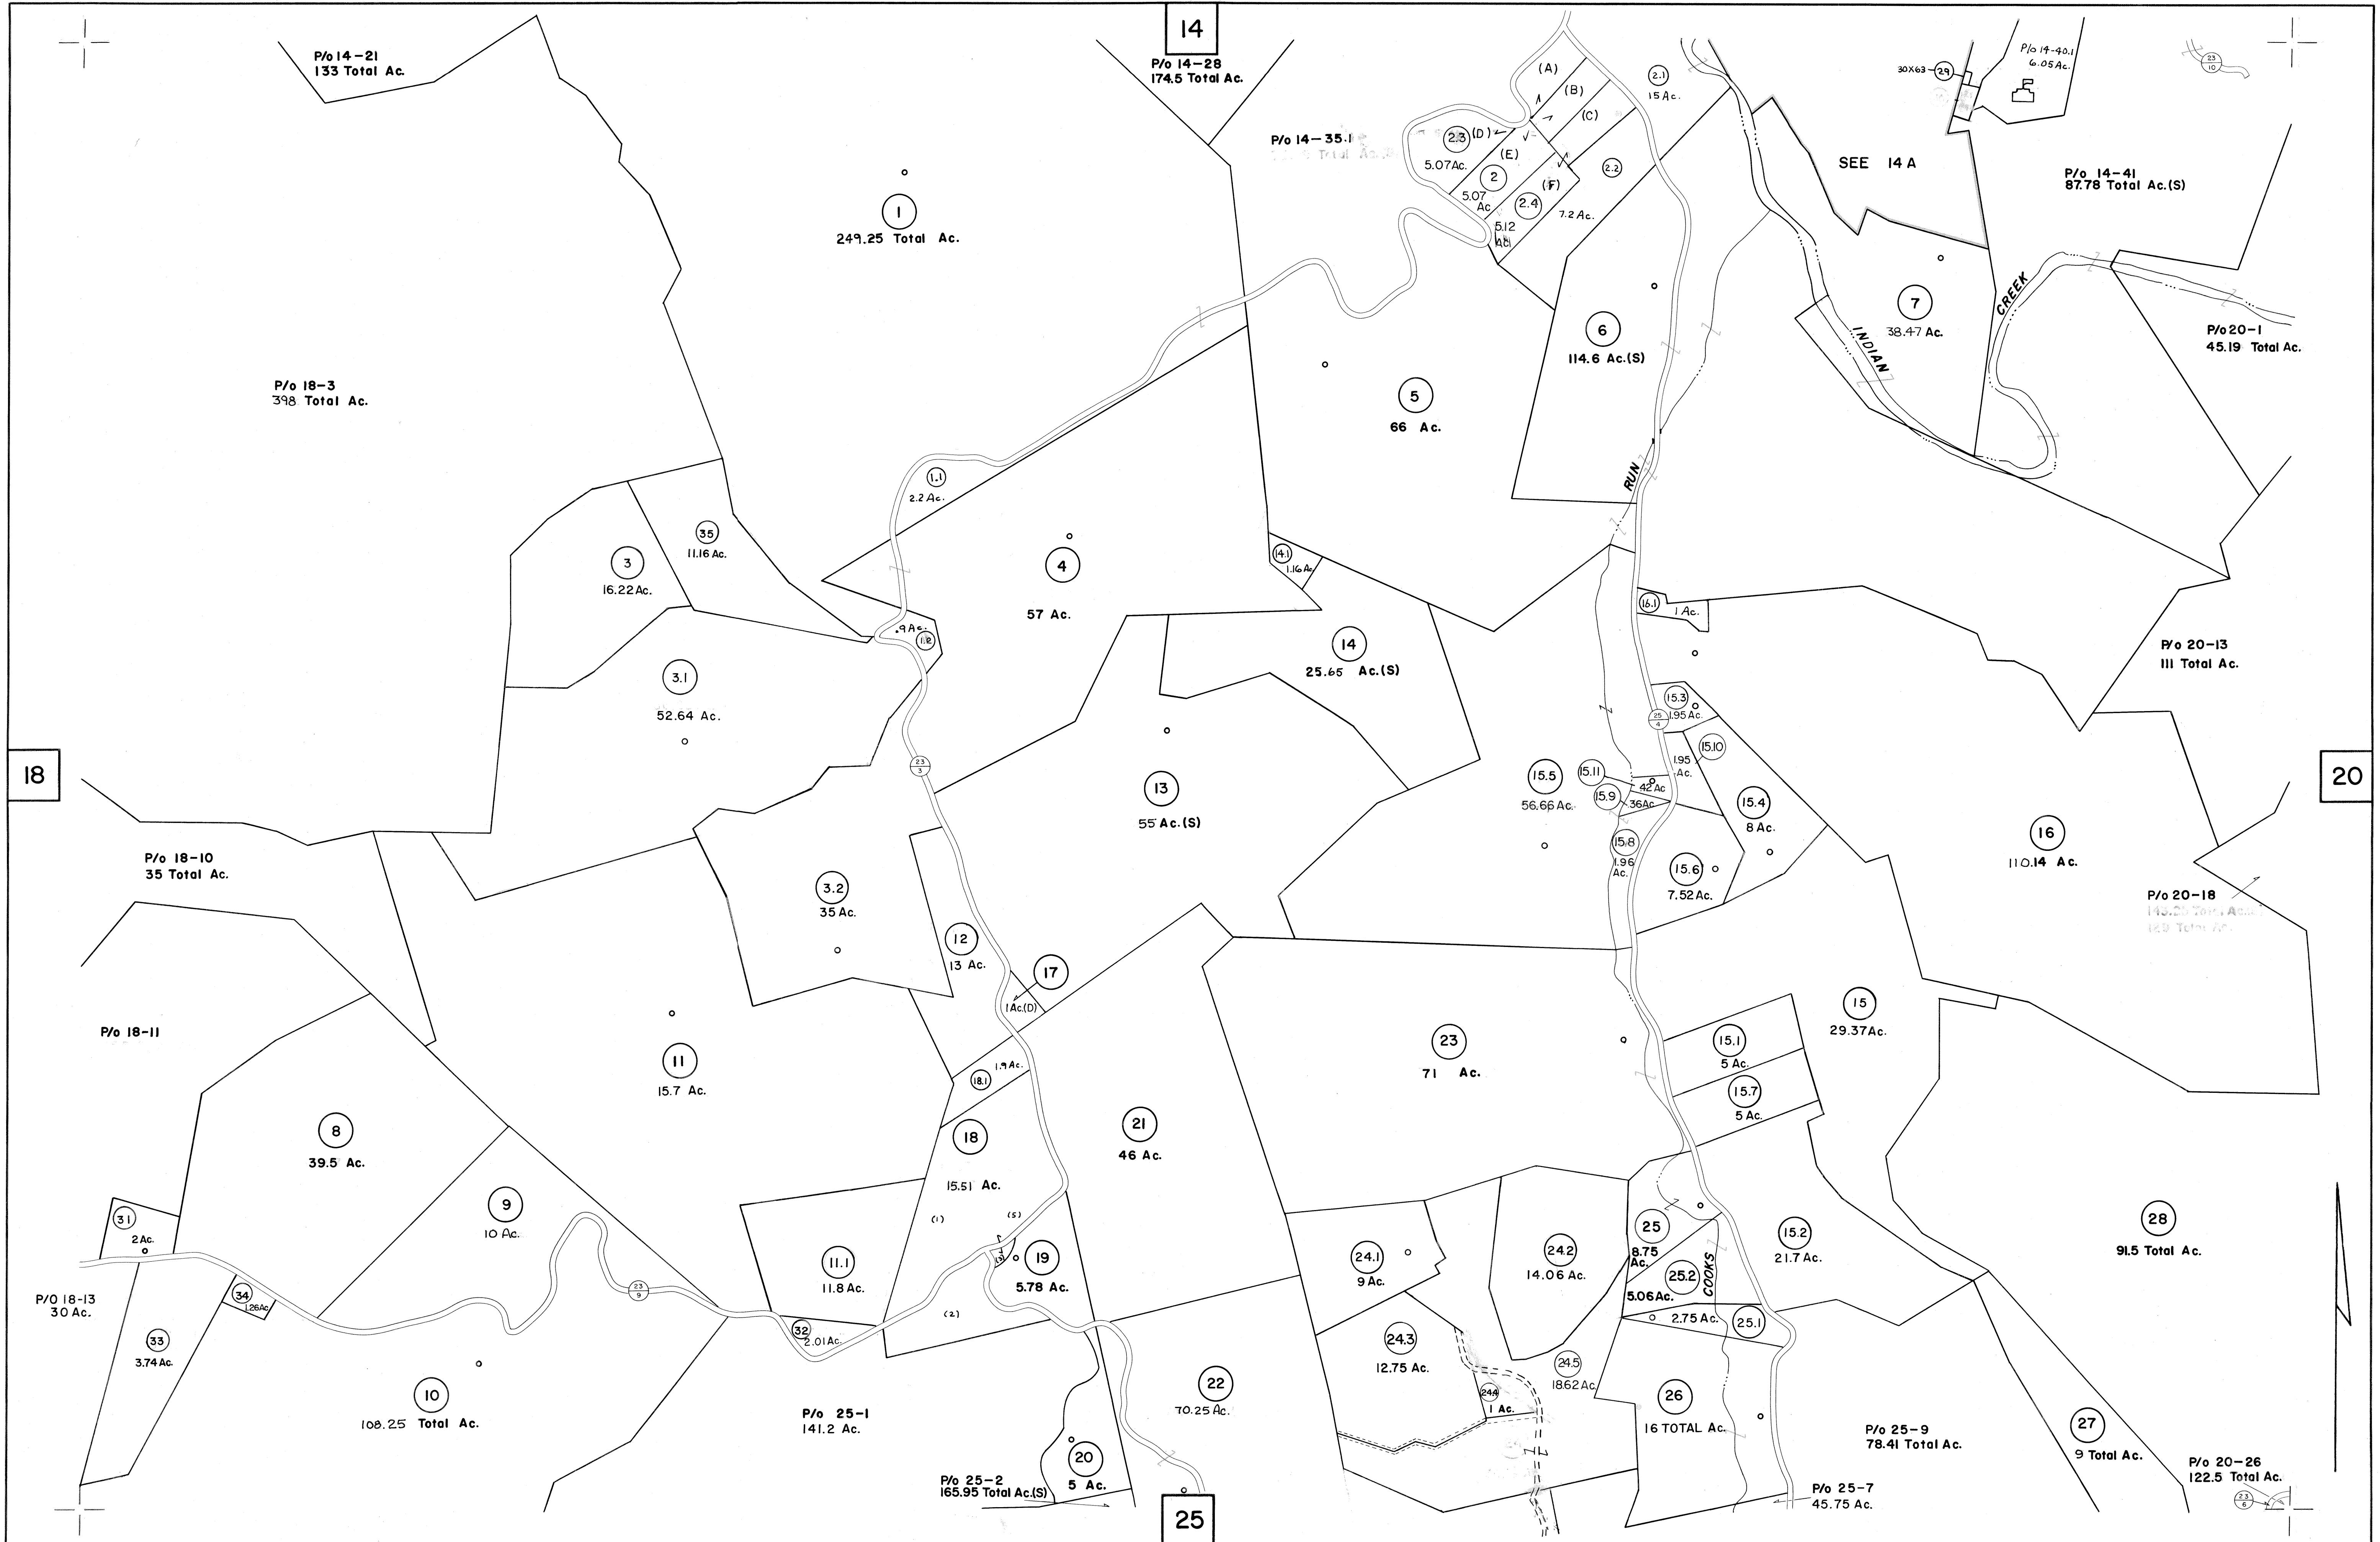 14
P/o 14-21
133 Total Ac.
P/o 14-28
174.5 Total Ac.
P/o 14-35.1
(A)
(B)
(C)
2.1
15 Ac.
2.3 (D)
5.07 Ac.
(E)
2
5.07
Ac
(F)
2.4
5.12
Ac
2.2
7.2 Ac.
30X63
29
P/o 14-40.1
6.05 Ac.
23
10
SEE 14 A
P/o 14-41
87.78 Total Ac.(S)
1
249.25 Total Ac.
6
114.6 Ac.(S)
7
38.47 Ac.
INDIAN
CREEK
P/o 20-1
45.19 Total Ac.
P/o 18-3
398 Total Ac.
5
66 Ac.
RUN
1.1
2.2 Ac.
35
11.16 Ac.
3
16.22 Ac.
4
57 Ac.
14.1
1.16 Ac
16.1
1 Ac.
.9 Ac.
1.2
14
25.65 Ac.(S)
P/o 20-13
111 Total Ac.
3.1
52.64 Ac.
15.3
1.95 Ac.
25
4
18
23
3
13
55 Ac.(S)
15.5
56.66 Ac.
15.10
1.95
Ac.
15.11
.42 Ac
15.9
.36 Ac
15.4
8 Ac.
20
15.8
1.96
Ac.
15.6
7.52 Ac.
16
110.14 Ac.
P/o 18-10
35 Total Ac.
3.2
35 Ac.
P/o 20-18
12
13 Ac.
17
1 Ac.(D)
P/o 18-11
11
15.7 Ac.
15
29.37 Ac.
23
71 Ac.
15.1
5 Ac.
15.7
5 Ac.
18.1
1.9 Ac.
8
39.5 Ac.
18
15.51 Ac.
(1)
(5)
21
46 Ac.
31
2 Ac.
9
10 Ac.
28
91.5 Total Ac.
25
8.75
Ac.
15.2
21.7 Ac.
24.1
9 Ac.
24.2
14.06 Ac.
11.1
11.8 Ac.
19
5.78 Ac.
25.2
5.06 Ac.
COOKS
P/O 18-13
30 Ac.
34
1.26 Ac
23
9
(2)
2.75 Ac.
25.1
33
3.74 Ac.
32
2.01 Ac.
24.3
12.75 Ac.
24.5
18.62 Ac.
24.4
1 Ac.
10
108.25 Total Ac.
P/o 25-1
141.2 Ac.
22
70.25 Ac.
26
16 TOTAL Ac.
P/o 25-9
78.41 Total Ac.
27
9 Total Ac.
20
5 Ac.
P/o 25-2
165.95 Total Ac.(S)
P/o 25-7
45.75 Ac.
P/o 20-26
122.5 Total Ac.
23
6
25